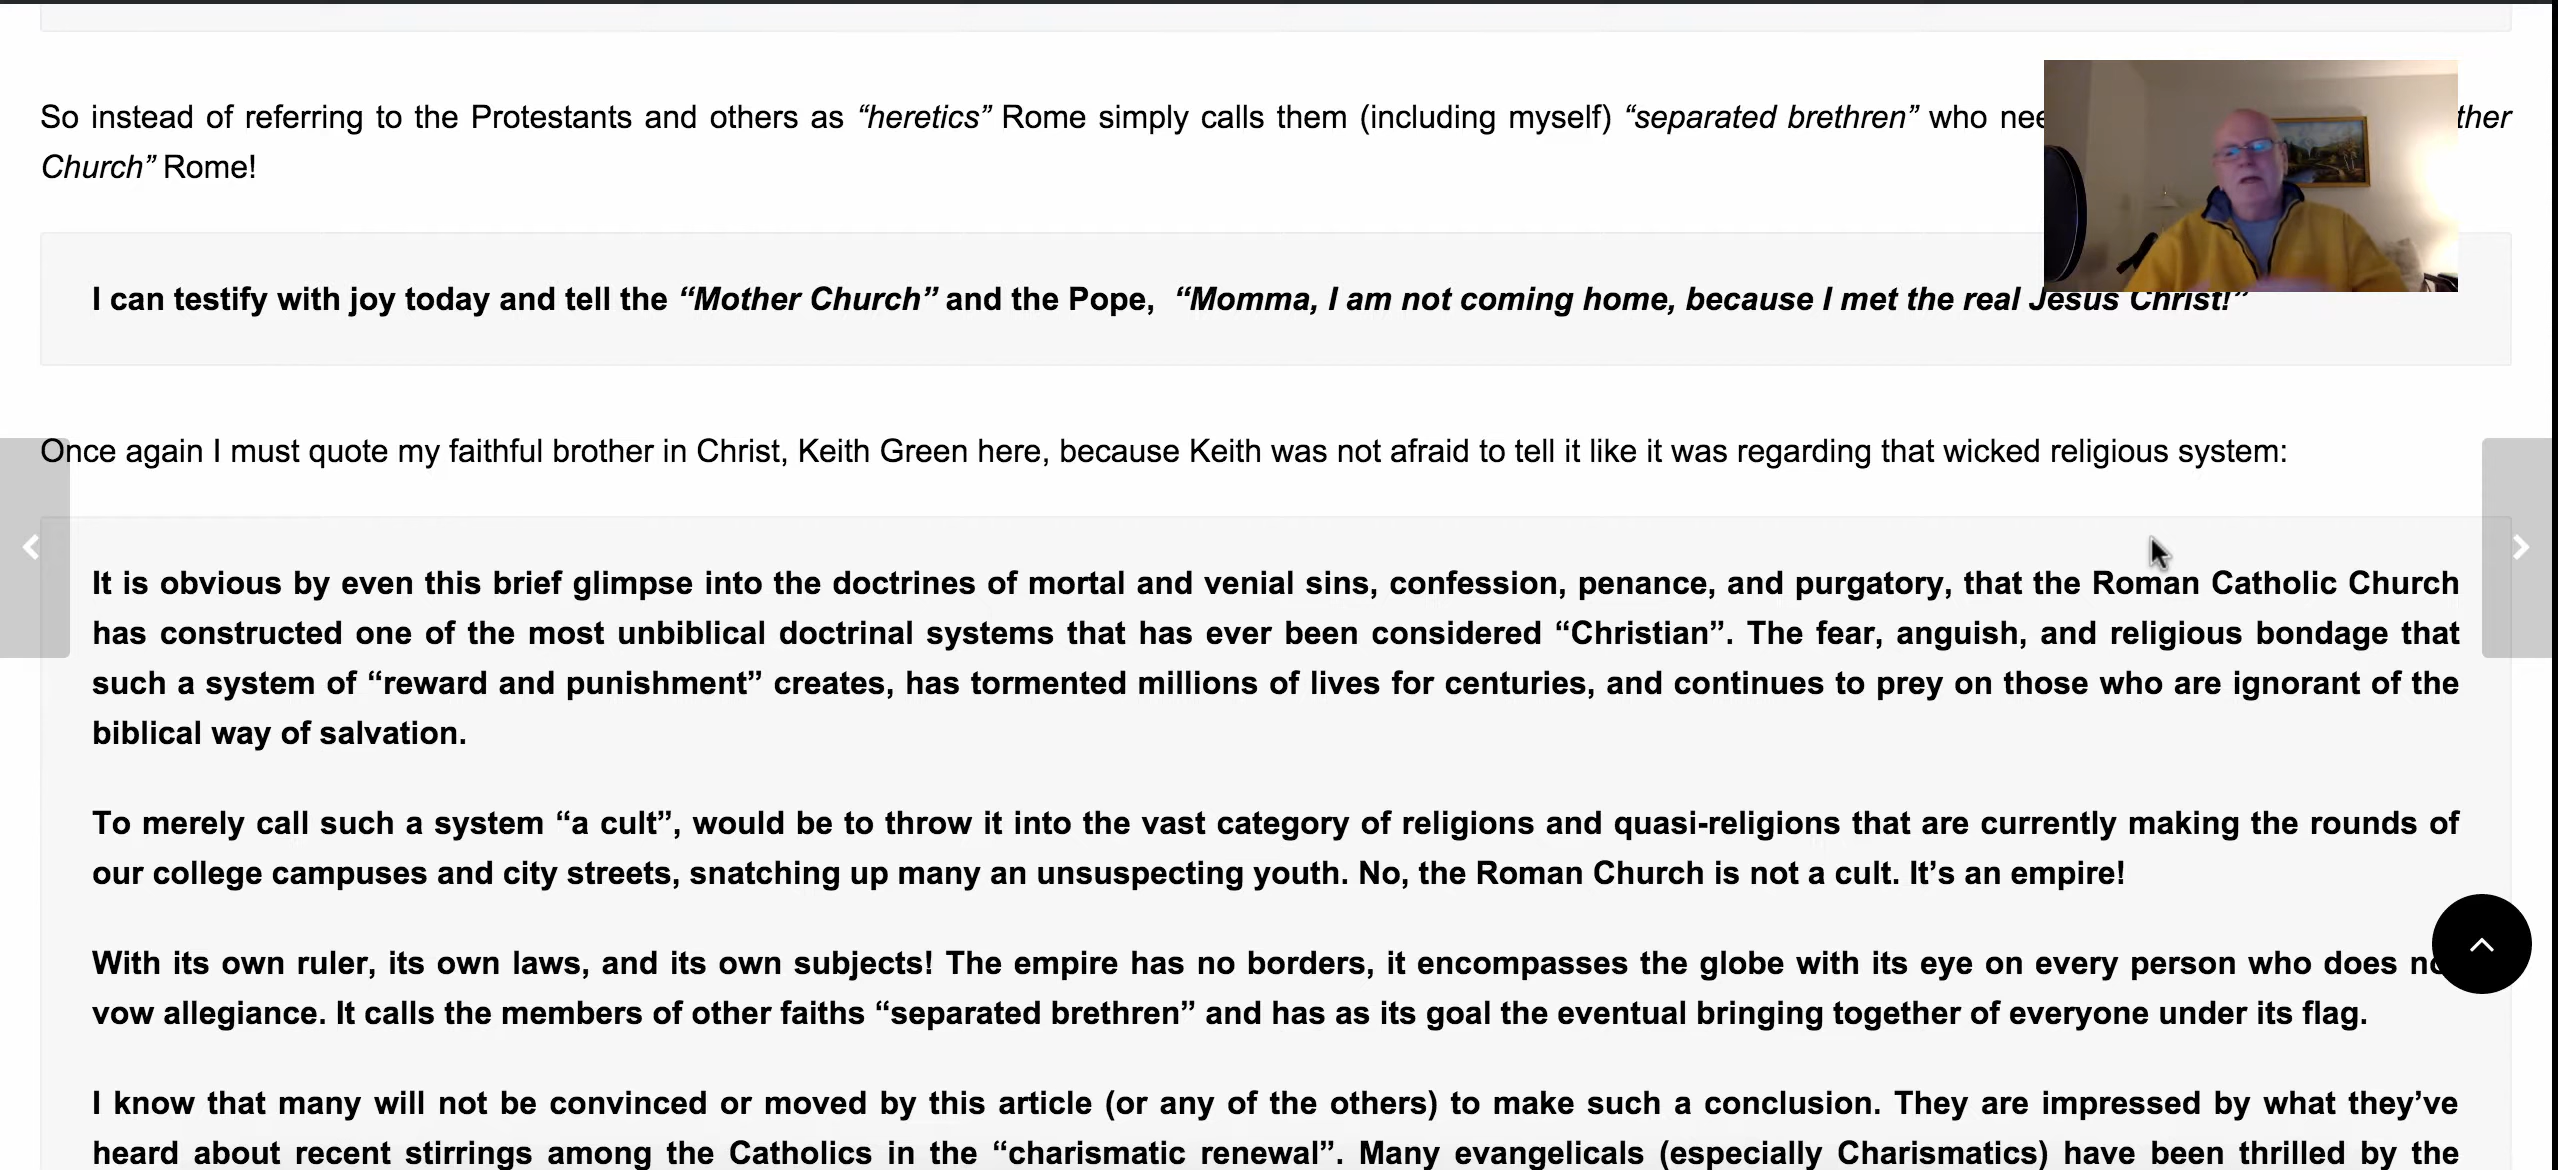 So instead of referring to the Protestants and others as “heretics” Rome simply calls them (including myself) “separated brethren” who
Church” Rome!
I can testify with joy today and tell the “Mother Church” and the Pope, “Momma, I am not coming home, because I met the real Jesus Christ!”
Once again I must quote my faithful brother in Christ, Keith Green here, because Keith was not afraid to tell it like it was regarding that wicked religious system:
It is obvious by even this brief glimpse into the doctrines of mortal and venial sins, confession, penance, and purgatory, that the Roman Catholic Church
has constructed one of the most unbiblical doctrinal systems that has ever been considered “Christian”. The fear, anguish, and religious bondage that
such a system of “reward and punishment” creates, has tormented millions of lives for centuries, and continues to prey on those who are ignorant of the
biblical way of salvation.
To merely call such a system “a cult”, would be to throw it into the vast category of religions and quasi-religions that are currently making the rounds of
our college campuses and city streets, snatching up many an unsuspecting youth. No, the Roman Church is not a cult. It’s an empire!
With its own ruler, its own laws, and its own subjects! The empire has no borders, it encompasses the globe with its eye on every person who does
vow allegiance. It calls the members of other faiths “separated brethren” and has as its goal the eventual bringing together of everyone under its flag.
I know that many will not be convinced or moved by this article (or any of the others) to make such a conclusion. They are impressed by what they’ve
heard about recent stirrings among the Catholics in the “charismatic renewal”. Many evangelicals (especially Charismatics) have been thrilled by the